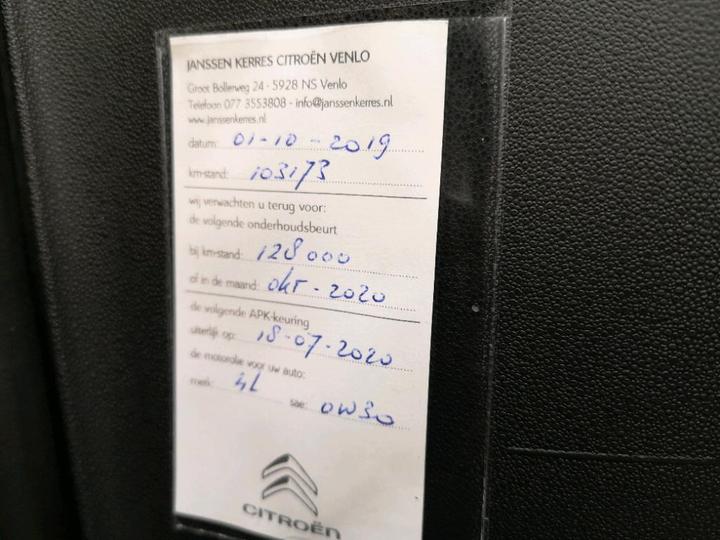 JANSSEN KERRES CITROËN VENLO
Groot Bollerweg 24 - 5928 NS Venlo
Telefoon 077 3553808 - info@janssenkerres.nl
www.janssenkerres.nl
datum: 01-10-2019
km-stand: 103173
wij verwachten u terug voor:
de volgende onderhoudsbeurt
bij km-stand: 128000
of in de maand: okt-2020
de volgende APK-keuring
uiterlijk op: 18-07-2020
de motorolie voor uw auto:
merk: 4L sae: 0W30
CITROËN